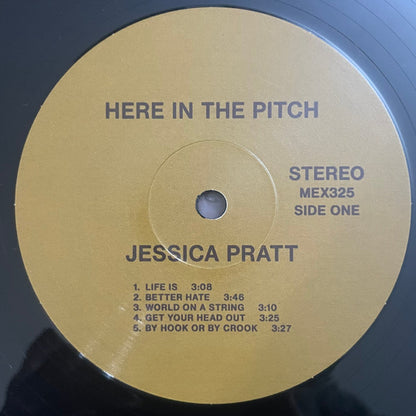 HERE IN THE PITCH
STEREO
MEX325
SIDE ONE
JESSICA PRATT
1. LIFE IS 3:08
2. BETTER HATE 3:46
3. WORLD ON A STRING 3:10
4. GET YOUR HEAD OUT 3:25
5. BY HOOK OR BY CROOK 3:27